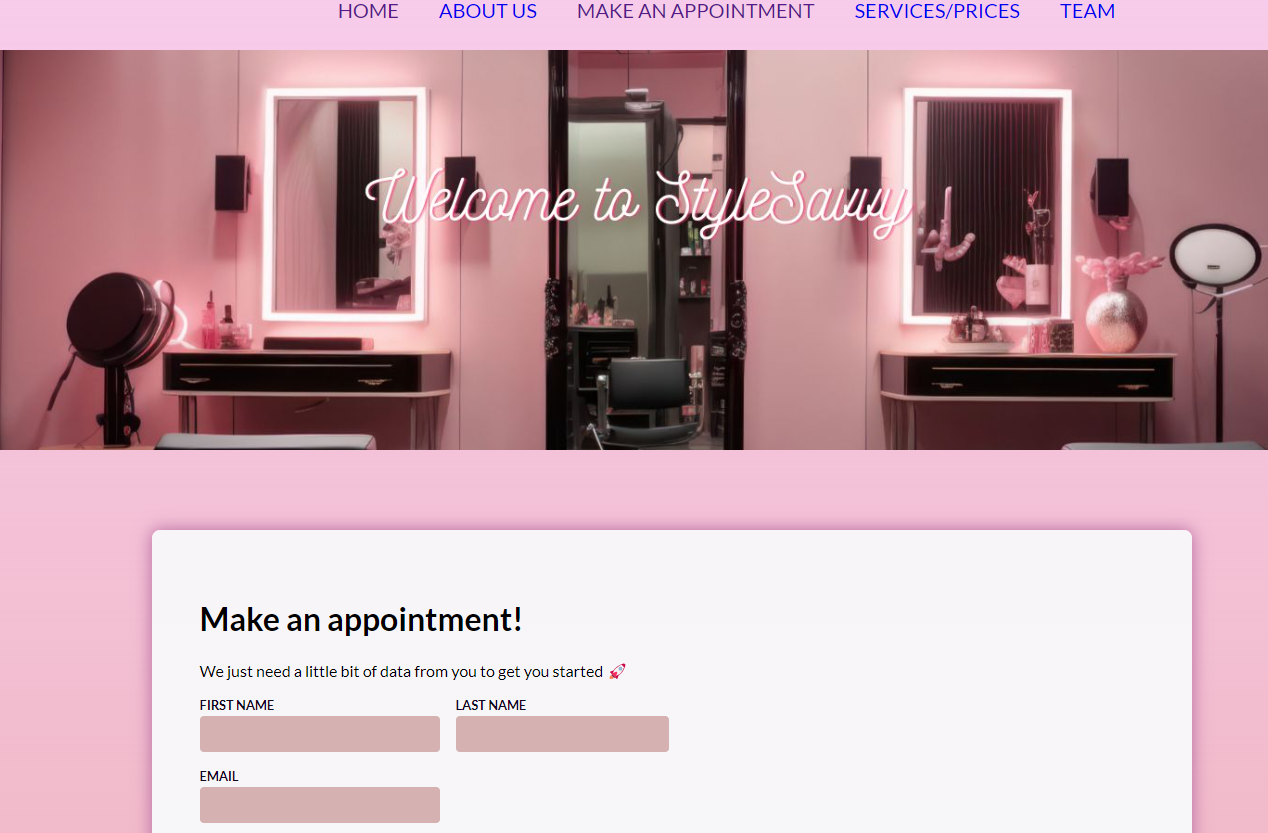 HOME ABOUT US MAKE AN APPOINTMENT SERVICES/PRICES TEAM
Welcome to StyleSavvy
Make an appointment!
We just need a little bit of data from you to get you started 🚀
FIRST NAME LAST NAME
EMAIL